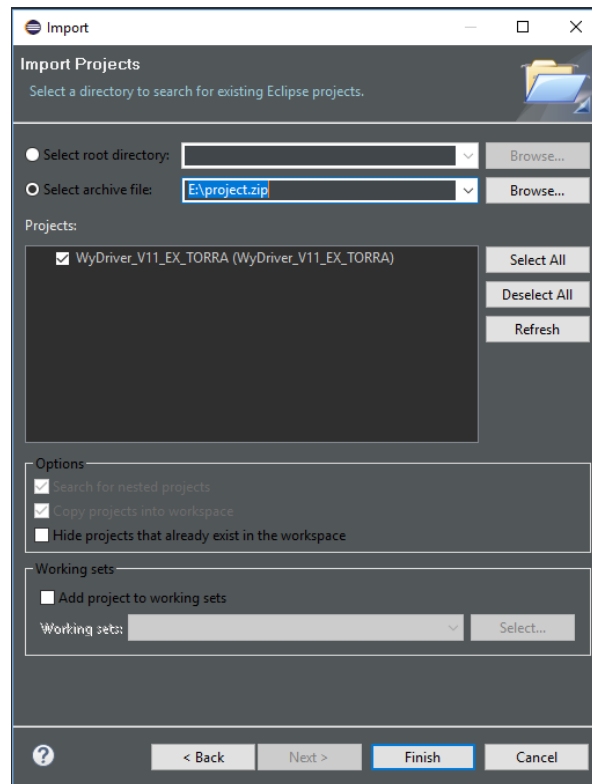 Import
Import Projects
Select a directory to search for existing Eclipse projects.
Select root directory:
Browse...
Select archive file:
E:\project.zip
Browse...
Projects:
WyDriver_V11_EX_TORRA (WyDriver_V11_EX_TORRA)
Select All
Deselect All
Refresh
Options
Search for nested projects
Copy projects into workspace
Hide projects that already exist in the workspace
Working sets
Add project to working sets
Working sets:
Select...
?
< Back
Next >
Finish
Cancel